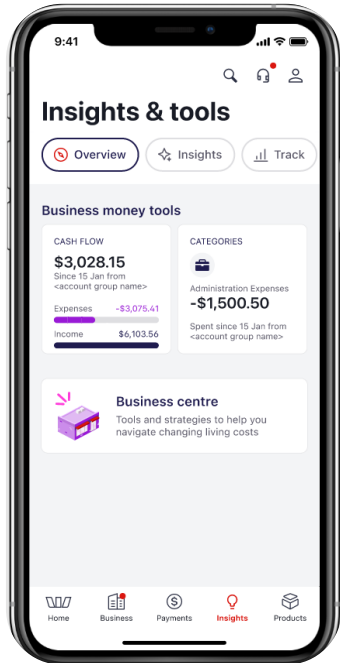 9:41
Insights & tools
Overview
Insights
Track
Business money tools
CASH FLOW
$3,028.15
Since 15 Jan from
<account group name>
Expenses -$3,075.41
Income $6,103.56
CATEGORIES
Administration Expenses
-$1,500.50
Spent since 15 Jan from
<account group name>
Business centre
Tools and strategies to help you
navigate changing living costs
Home
Business
Payments
Insights
Products